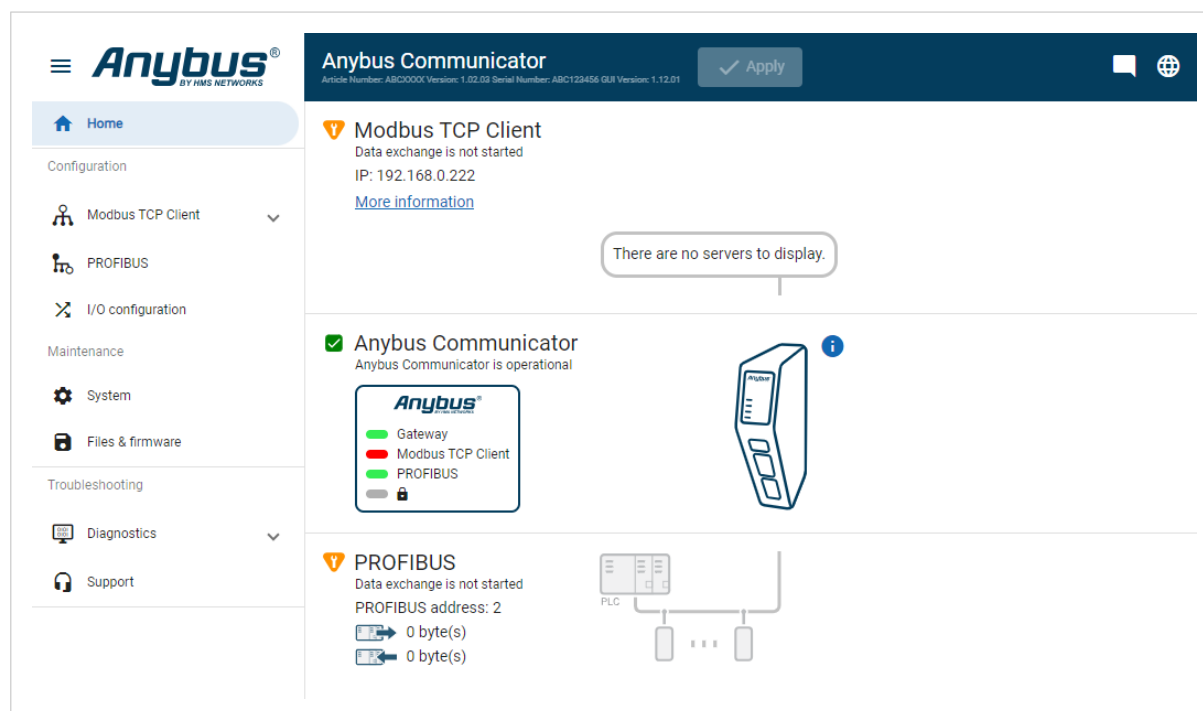 Anybus®
BY HMS NETWORKS
Anybus Communicator
Article Number: ABCXXXX Version: 1.02.03 Serial Number: ABC123456 GUI Version: 1.12.01
Apply
Home
Configuration
Modbus TCP Client
PROFIBUS
I/O configuration
Maintenance
System
Files & firmware
Troubleshooting
Diagnostics
Support
Modbus TCP Client
Data exchange is not started
IP: 192.168.0.222
More information
There are no servers to display.
Anybus Communicator
Anybus Communicator is operational
Anybus®
BY HMS NETWORKS
Gateway
Modbus TCP Client
PROFIBUS
Anybus
i
PROFIBUS
Data exchange is not started
PROFIBUS address: 2
0 byte(s)
0 byte(s)
PLC